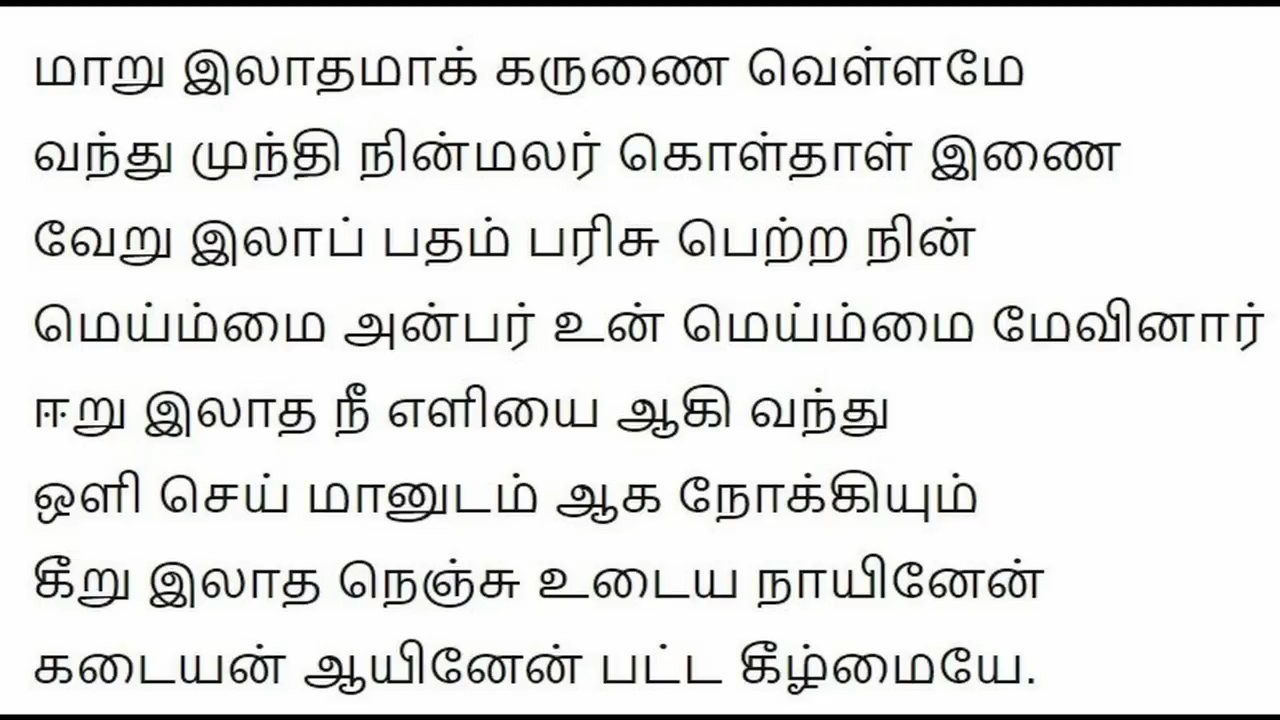 மாறு இலாதமாக் கருணை வெள்ளமே
வந்து முந்தி நின்மலர் கொள்தாள் இணை
வேறு இலாப் பதம் பரிசு பெற்ற நின்
மெய்ம்மை அன்பர் உன் மெய்ம்மை மேவினார்
ஈறு இலாத நீ எளியை ஆகி வந்து
ஒளி செய் மானுடம் ஆக நோக்கியும்
கீறு இலாத நெஞ்சு உடைய நாயினேன்
கடையன் ஆயினேன் பட்ட கீழ்மையே.